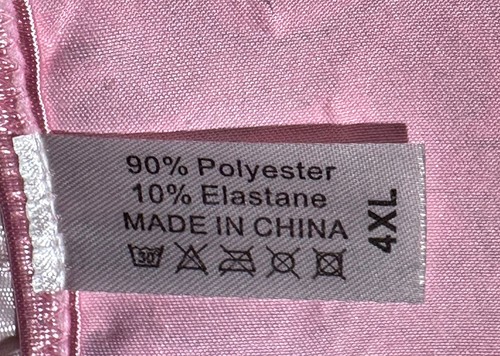 90% Polyester
10% Elastane
MADE IN CHINA
30
4XL